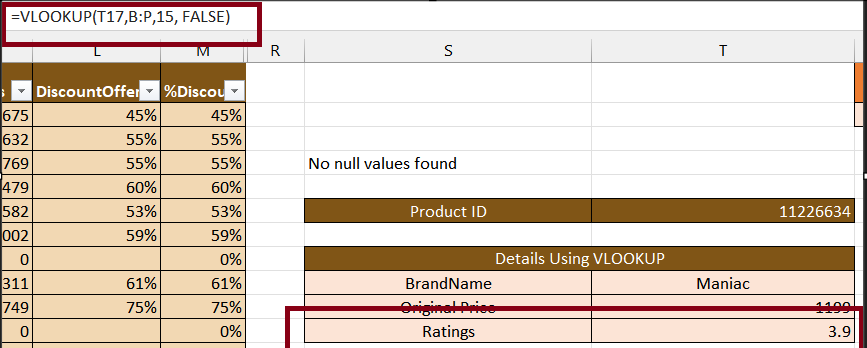 =VLOOKUP(T17,B:P,15, FALSE)
L M R S T
s DiscountOffer %Discou
675 45% 45%
632 55% 55%
769 55% 55% No null values found
479 60% 60%
582 53% 53% Product ID 11226634
002 59% 59%
0 0% Details Using VLOOKUP
311 61% 61% BrandName Maniac
749 75% 75% Original Price 1199
0 0% Ratings 3.9